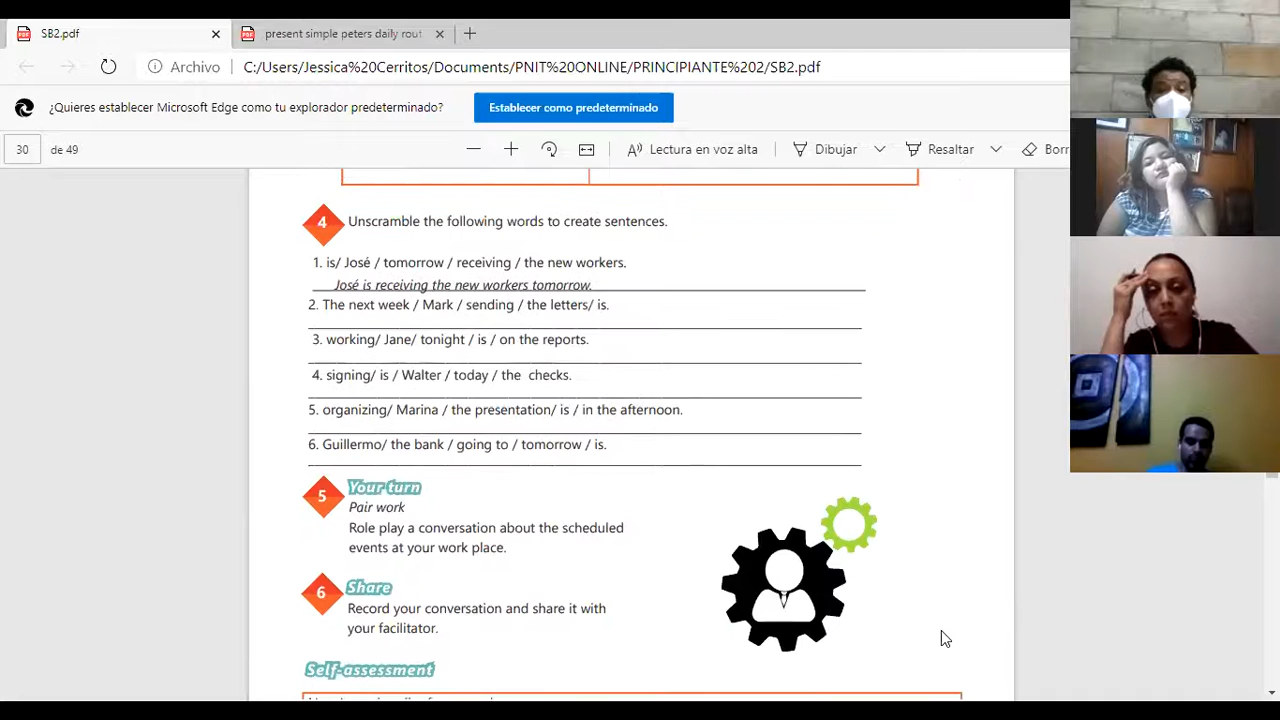 SB2.pdf
present simple peters daily rout
Archivo
C:/Users/Jessica%20Cerritos/Documents/PNIT%20ONLINE/PRINCIPIANTE%202/SB2.pdf
¿Quieres establecer Microsoft Edge como tu explorador predeterminado?
Establecer como predeterminado
30 de 49
Lectura en voz alta
Dibujar
Resaltar
Borr
4 Unscramble the following words to create sentences.
1. is/ José / tomorrow / receiving / the new workers.
José is receiving the new workers tomorrow.
2. The next week / Mark / sending / the letters/ is.
3. working/ Jane/ tonight / is / on the reports.
4. signing/ is / Walter / today / the checks.
5. organizing/ Marina / the presentation/ is / in the afternoon.
6. Guillermo/ the bank / going to / tomorrow / is.
5 Your turn
Pair work
Role play a conversation about the scheduled
events at your work place.
6 Share
Record your conversation and share it with
your facilitator.
Self-assessment